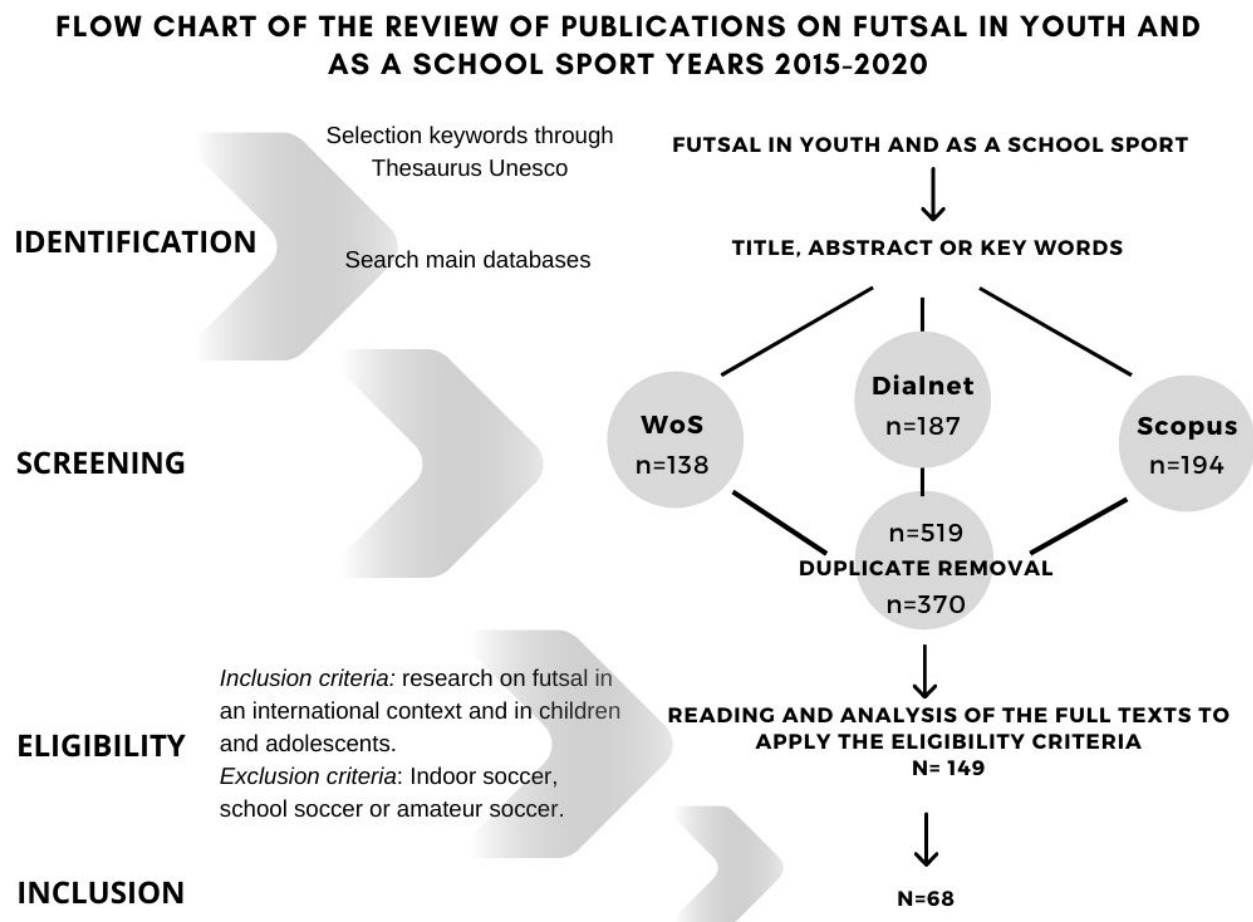 FLOW CHART OF THE REVIEW OF PUBLICATIONS ON FUTSAL IN YOUTH AND
AS A SCHOOL SPORT YEARS 2015-2020
IDENTIFICATION
Selection keywords through
Thesaurus Unesco
Search main databases
FUTSAL IN YOUTH AND AS A SCHOOL SPORT
TITLE, ABSTRACT OR KEY WORDS
SCREENING
WoS
n=138
Dialnet
n=187
Scopus
n=194
n=519
DUPLICATE REMOVAL
n=370
ELIGIBILITY
Inclusion criteria: research on futsal in
an international context and in children
and adolescents.
Exclusion criteria: Indoor soccer,
school soccer or amateur soccer.
READING AND ANALYSIS OF THE FULL TEXTS TO
APPLY THE ELIGIBILITY CRITERIA
N= 149
INCLUSION
N=68